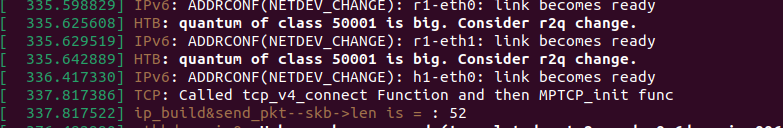 [  335.598829] IPv6: ADDRCONF(NETDEV_CHANGE): r1-eth0: link becomes ready
[  335.625608] HTB: quantum of class 50001 is big. Consider r2q change.
[  335.629519] IPv6: ADDRCONF(NETDEV_CHANGE): r1-eth1: link becomes ready
[  335.642889] HTB: quantum of class 50001 is big. Consider r2q change.
[  336.417330] IPv6: ADDRCONF(NETDEV_CHANGE): h1-eth0: link becomes ready
[  337.817386] TCP: Called tcp_v4_connect Function and then MPTCP_init func
[  337.817522] ip_build&send_pkt--skb->len is = : 52